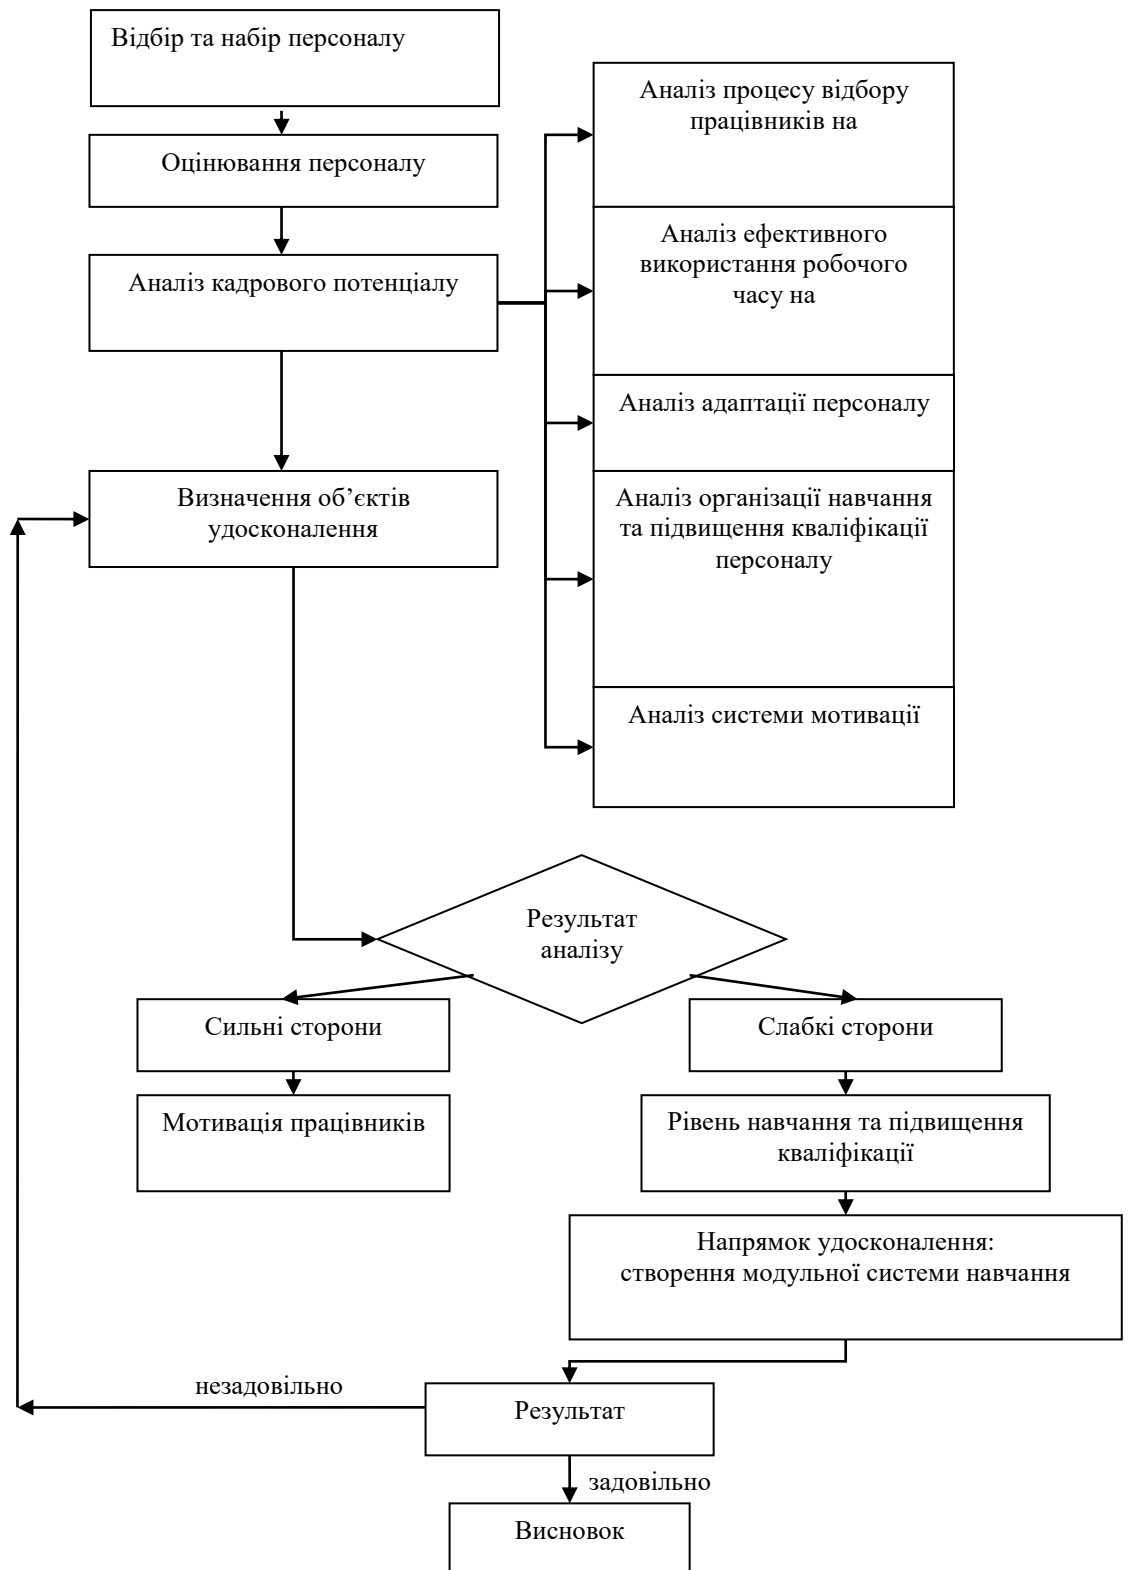 Відбір та набір персоналу
Оцінювання персоналу
Аналіз кадрового потенціалу
Аналіз процесу відбору
працівників на
Аналіз ефективного
використання робочого
часу на
Аналіз адаптації персоналу
Аналіз організації навчання
та підвищення кваліфікації
персоналу
Аналіз системи мотивації
Визначення об’єктів
удосконалення
Результат
аналізу
Сильні сторони
Мотивація працівників
Слабкі сторони
Рівень навчання та підвищення
кваліфікації
Напрямок удосконалення:
створення модульної системи навчання
незадовільно
Результат
задовільно
Висновок